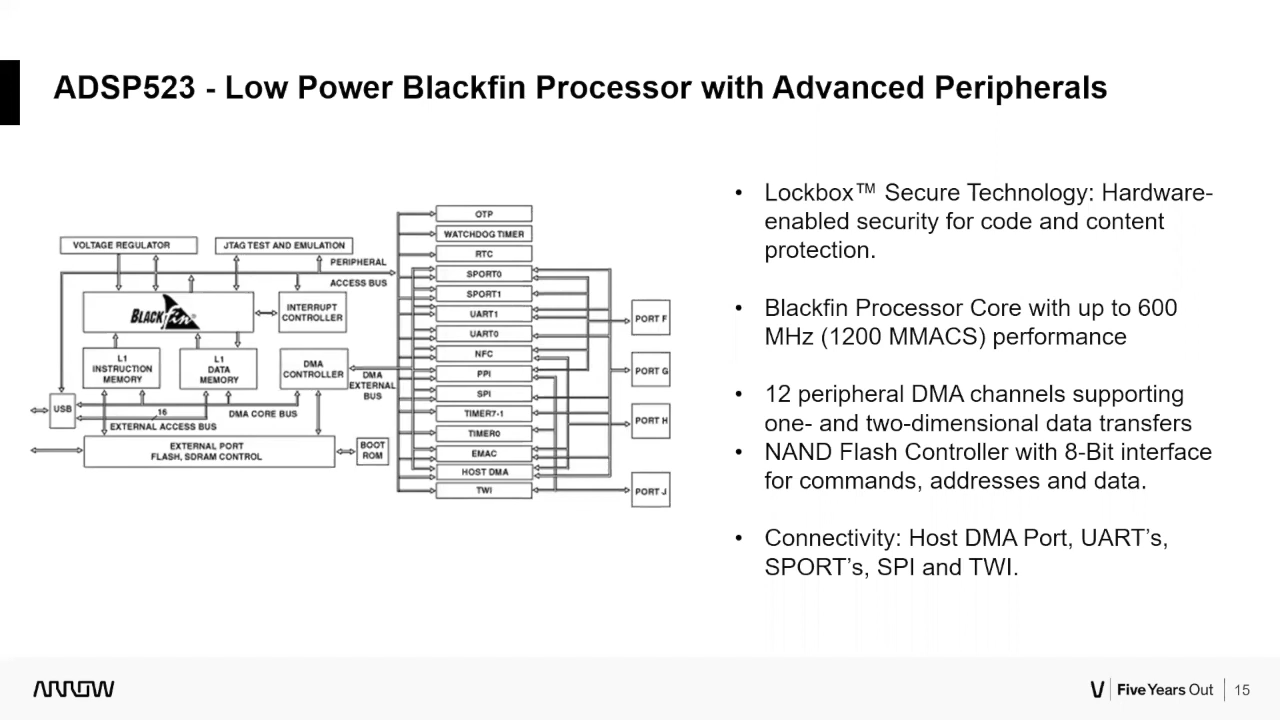 ADSP523 - Low Power Blackfin Processor with Advanced Peripherals
VOLTAGE REGULATOR
JTAG TEST AND EMULATION
PERIPHERAL
ACCESS BUS
BLACKfin
INTERRUPT
CONTROLLER
L1
INSTRUCTION
MEMORY
L1
DATA
MEMORY
DMA
CONTROLLER
DMA
EXTERNAL
BUS
USB
16
DMA CORE BUS
EXTERNAL ACCESS BUS
EXTERNAL PORT
FLASH, SDRAM CONTROL
BOOT
ROM
OTP
WATCHDOG TIMER
RTC
SPORT0
SPORT1
UART1
UART0
NFC
PPI
SPI
TIMER7-1
TIMER0
EMAC
HOST DMA
TWI
PORT F
PORT G
PORT H
PORT J
• Lockbox™ Secure Technology: Hardware-
enabled security for code and content
protection.
• Blackfin Processor Core with up to 600
MHz (1200 MMACS) performance
• 12 peripheral DMA channels supporting
one- and two-dimensional data transfers
• NAND Flash Controller with 8-Bit interface
for commands, addresses and data.
• Connectivity: Host DMA Port, UART’s,
SPORT’s, SPI and TWI.
ARROW
Five Years Out
15